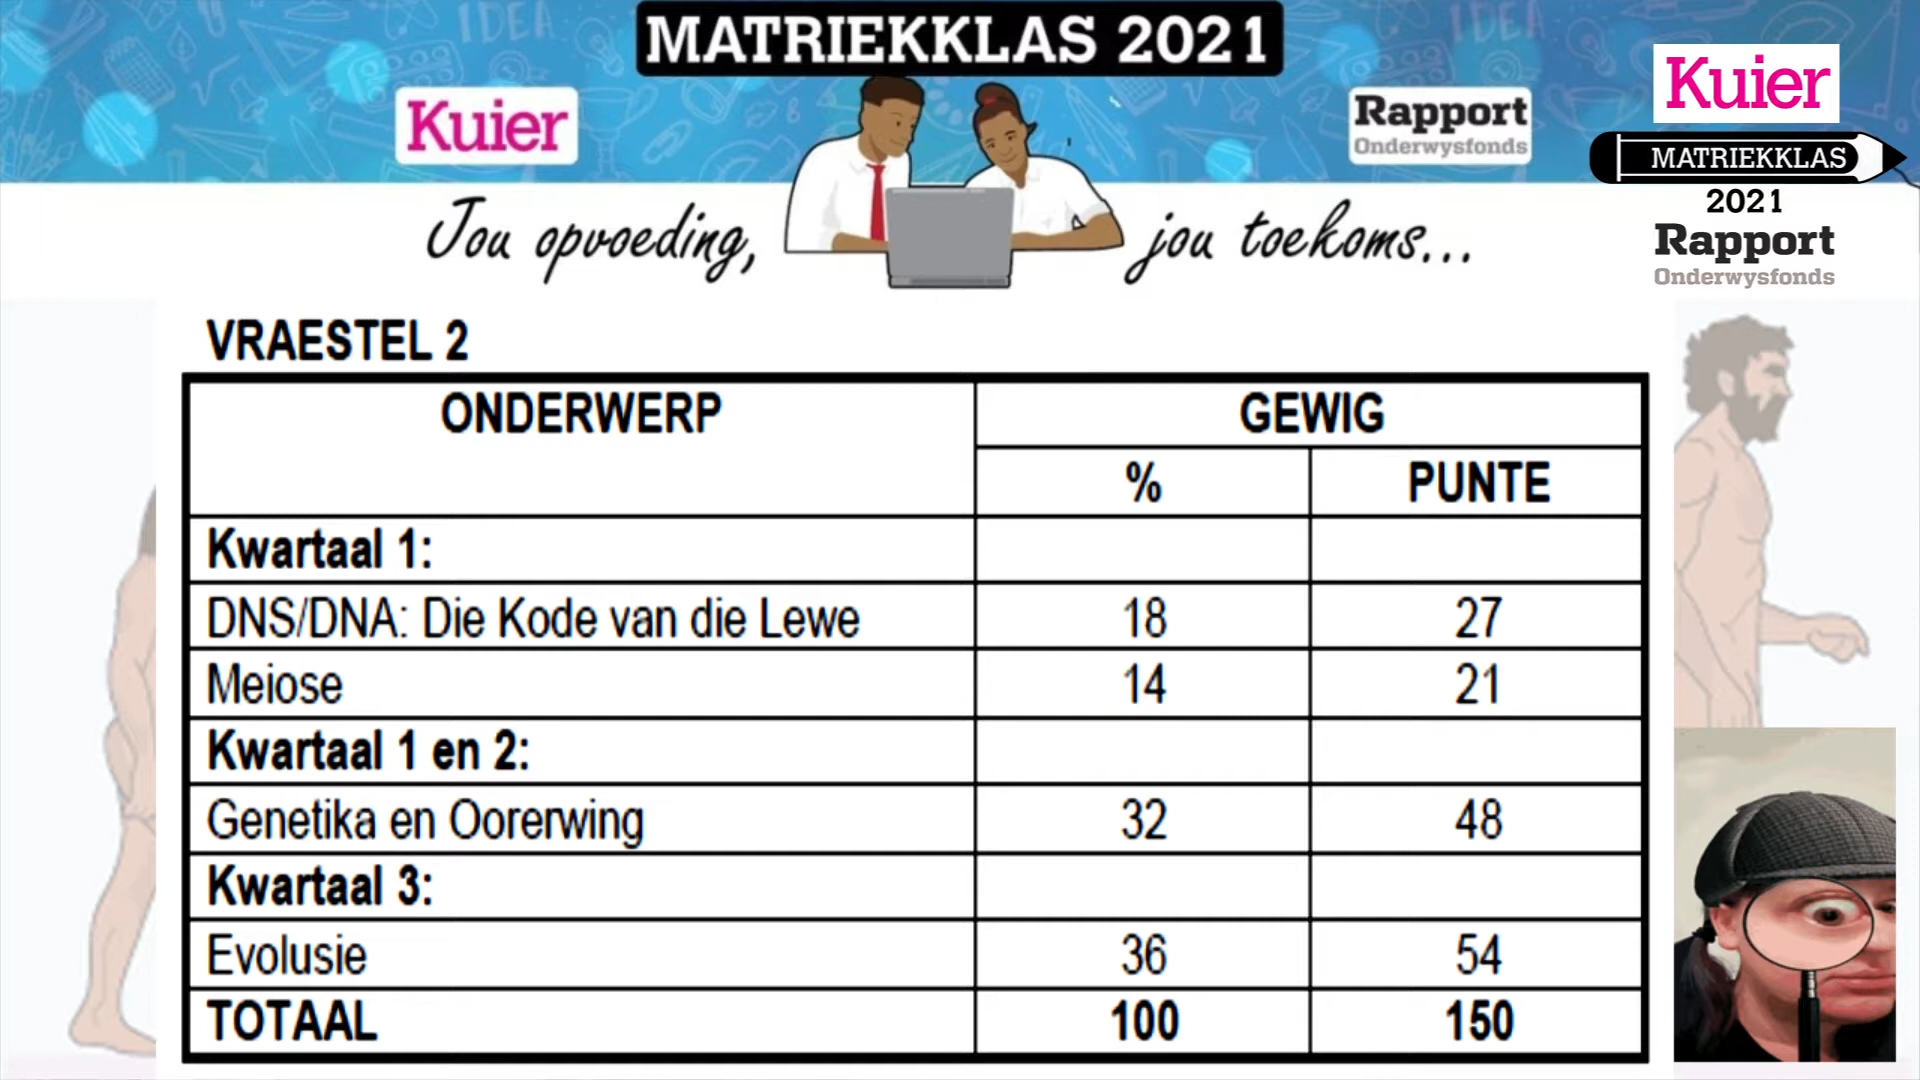 MATRIEKKLAS 2021
Kuier
Rapport
Onderwysfonds
Kuier
MATRIEKKLAS
2021
Rapport
Onderwysfonds
Jou opvoeding, jou toekoms...
VRAESTEL 2
ONDERWERP GEWIG
% PUNTE
Kwartaal 1:
DNS/DNA: Die Kode van die Lewe 18 27
Meiose 14 21
Kwartaal 1 en 2:
Genetika en Oorerwing 32 48
Kwartaal 3:
Evolusie 36 54
TOTAAL 100 150